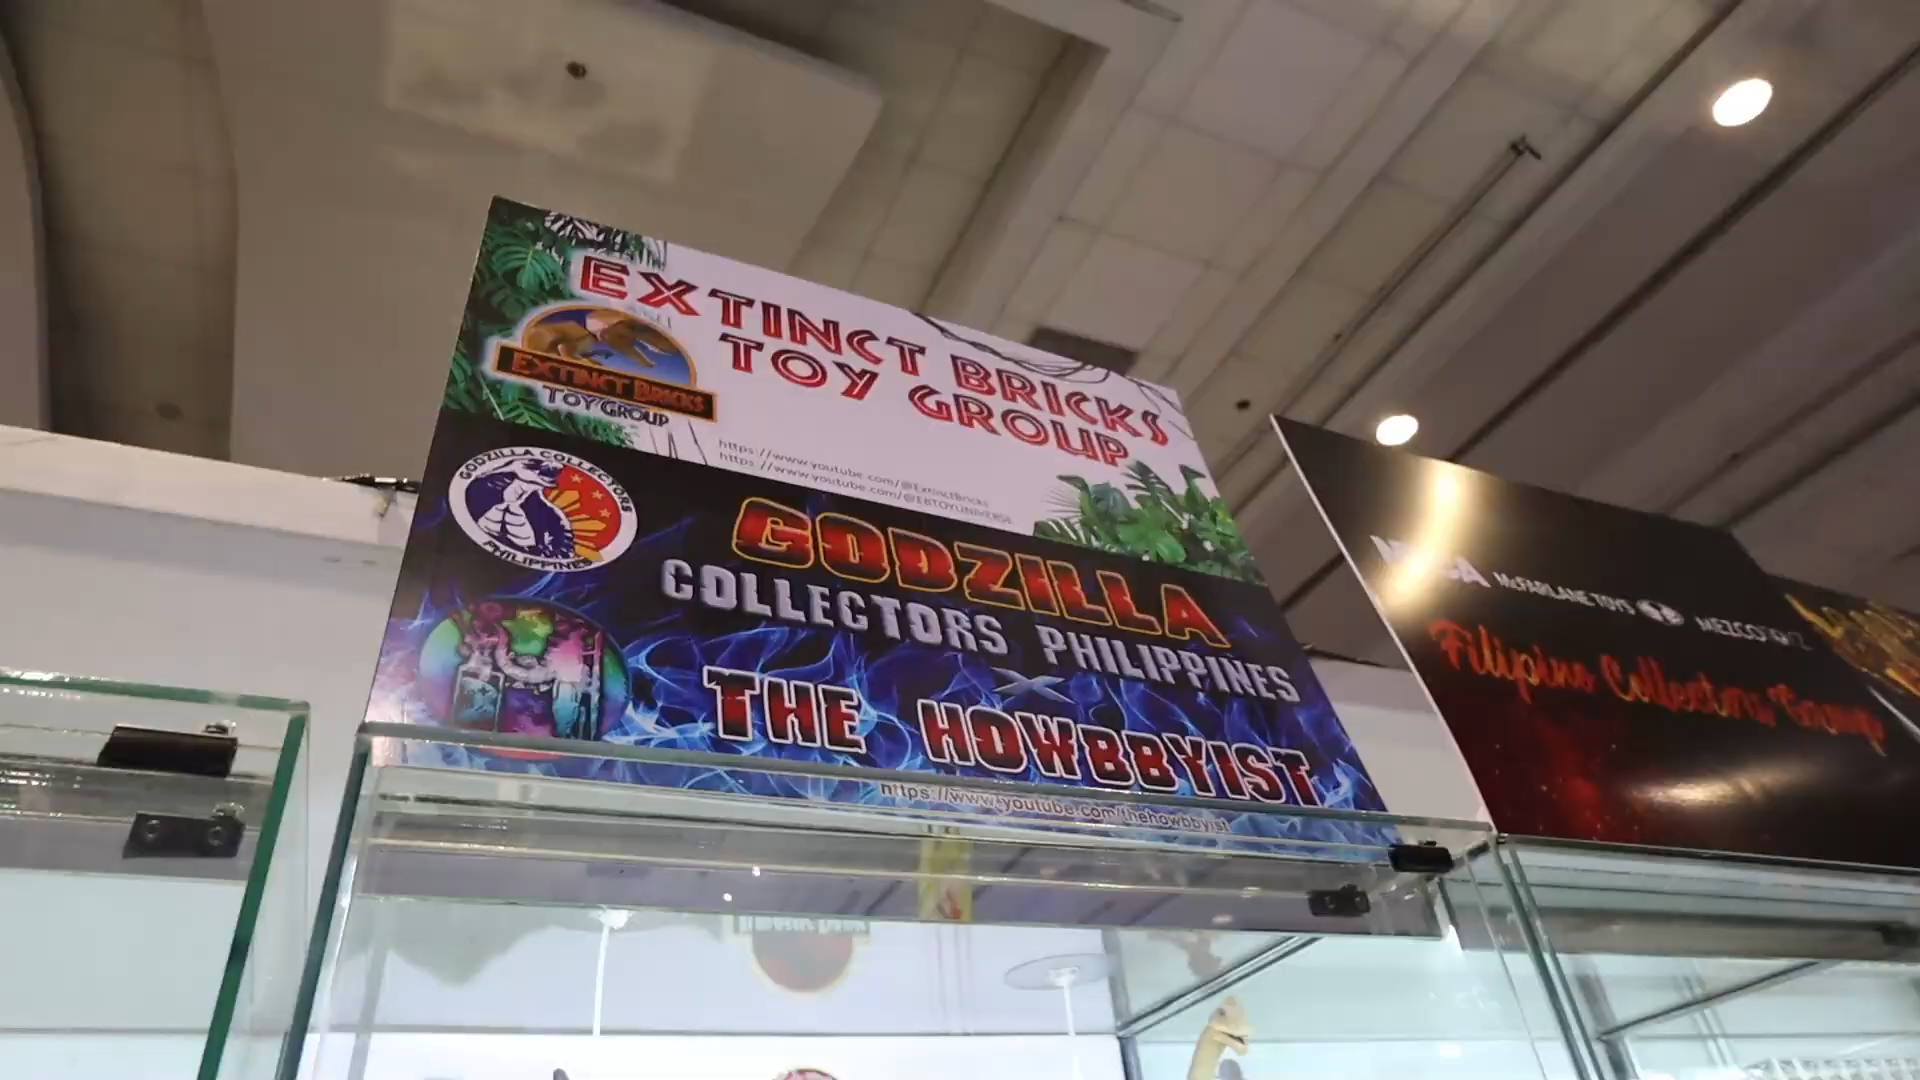 EXTINCT BRICKS
TOY GROUP
EXTINCT BRICKS
TOY GROUP
https://www.youtube.com/@ExtinctBricks
https://www.youtube.com/@EBTOYUNIVERSE
GODZILLA COLLECTORS
PHILIPPINES
GODZILLA
COLLECTORS PHILIPPINES
X
THE HOWBBYIST
https://www.youtube.com/thehowbbyist
McFARLANE TOYS
Filipino Collectors Group